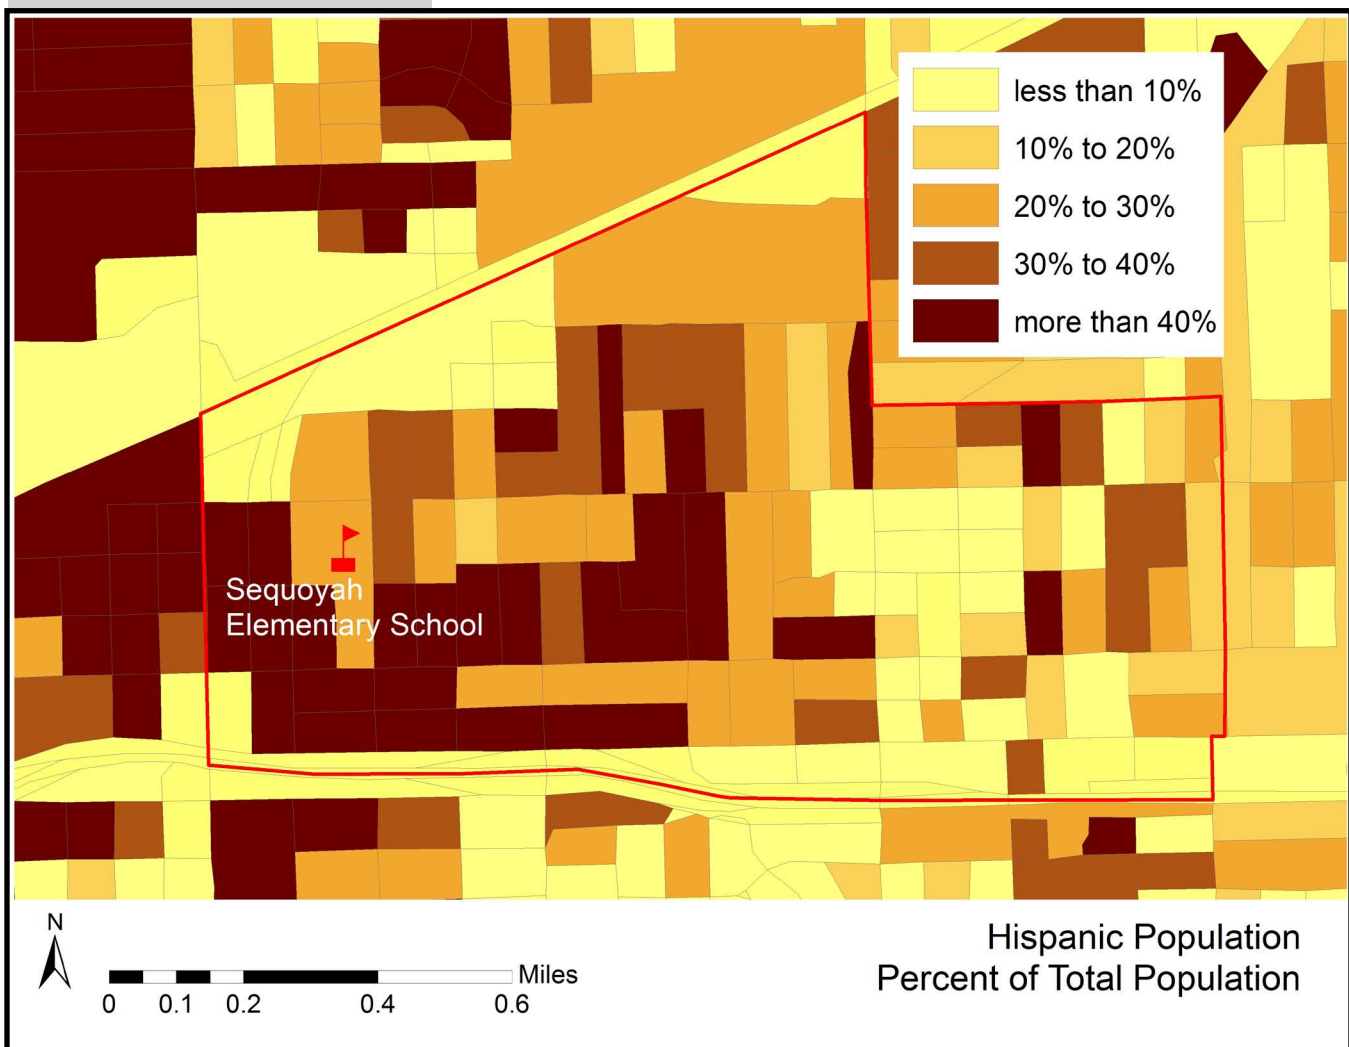 less than 10%
10% to 20%
20% to 30%
30% to 40%
more than 40%
Sequoyah
Elementary School
N
Miles
0 0.1 0.2 0.4 0.6
Hispanic Population
Percent of Total Population